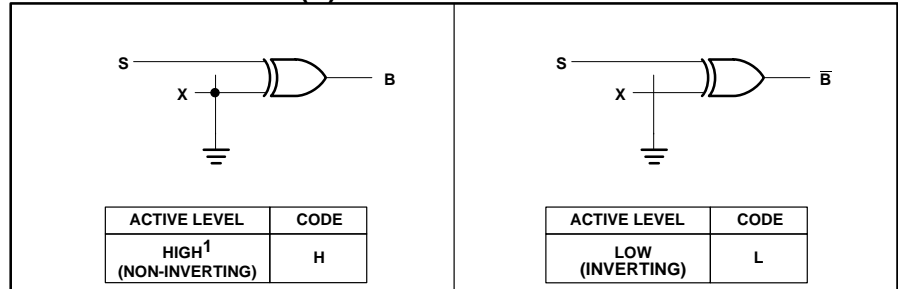 S
X
B
ACTIVE LEVEL CODE
HIGH1
(NON-INVERTING) H
S
X
B̅
ACTIVE LEVEL CODE
LOW
(INVERTING) L